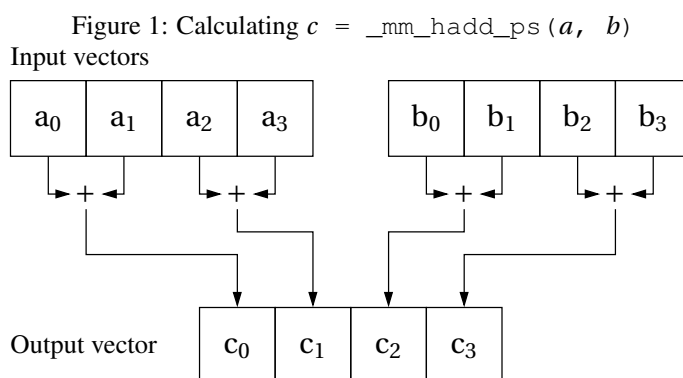 Figure 1: Calculating c = _mm_hadd_ps(a, b)
Input vectors
a0 a1 a2 a3 b0 b1 b2 b3
+ + + +
Output vector c0 c1 c2 c3